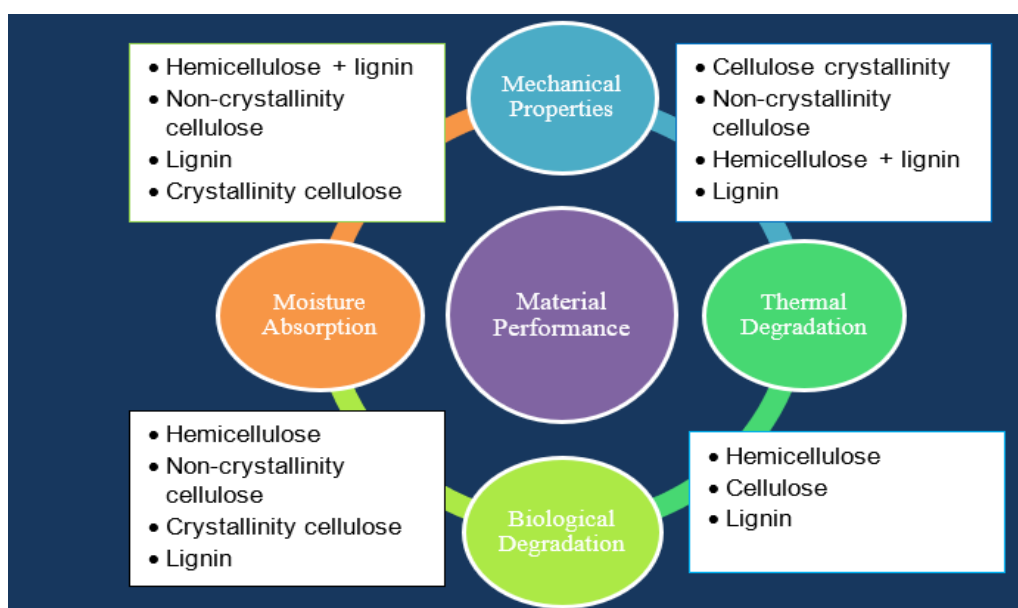 • Hemicellulose + lignin
• Non-crystallinity
cellulose
• Lignin
• Crystallinity cellulose
Mechanical
Properties
• Cellulose crystallinity
• Non-crystallinity
cellulose
• Hemicellulose + lignin
• Lignin
Moisture
Absorption
Material
Performance
Thermal
Degradation
• Hemicellulose
• Non-crystallinity
cellulose
• Crystallinity cellulose
• Lignin
Biological
Degradation
• Hemicellulose
• Cellulose
• Lignin